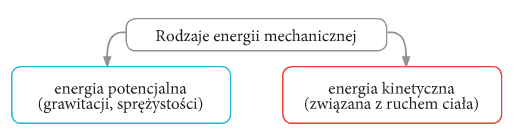 Rodzaje energii mechanicznej
energia potencjalna
(grawitacji, sprężystości)
energia kinetyczna
(związana z ruchem ciała)